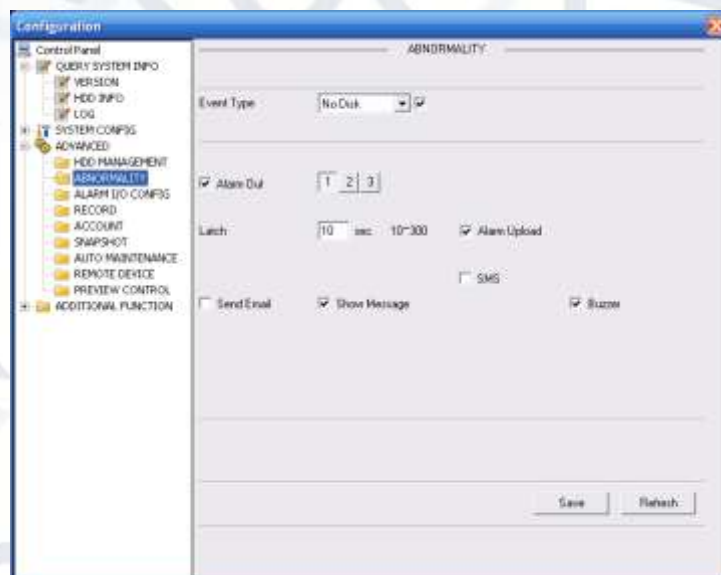 Configuration
Control Panel
QUERY SYSTEM INFO
VERSION
HDD INFO
LOG
SYSTEM CONFIG
ADVANCED
HDD MANAGEMENT
ABNORMALITY
ALARM I/O CONFIG
RECORD
ACCOUNT
SNAPSHOT
AUTO MAINTENANCE
REMOTE DEVICE
PREVIEW CONTROL
ADDITIONAL FUNCTION
ABNORMALITY
Event Type No Disk
Alarm Out 1 2 3
Latch 10 sec 10~300 Alarm Upload
SMS
Send Email Show Message Buzzer
Save Refresh